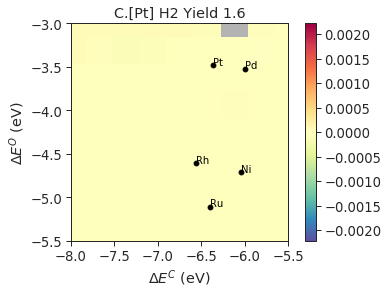 C.[Pt] H2 Yield 1.6
−3.0
−3.5
−4.0
−4.5
−5.0
−5.5
ΔE^O (eV)
Pt
Pd
Rh
Ni
Ru
−8.0 −7.5 −7.0 −6.5 −6.0 −5.5
ΔE^C (eV)
0.0020
0.0015
0.0010
0.0005
0.0000
−0.0005
−0.0010
−0.0015
−0.0020